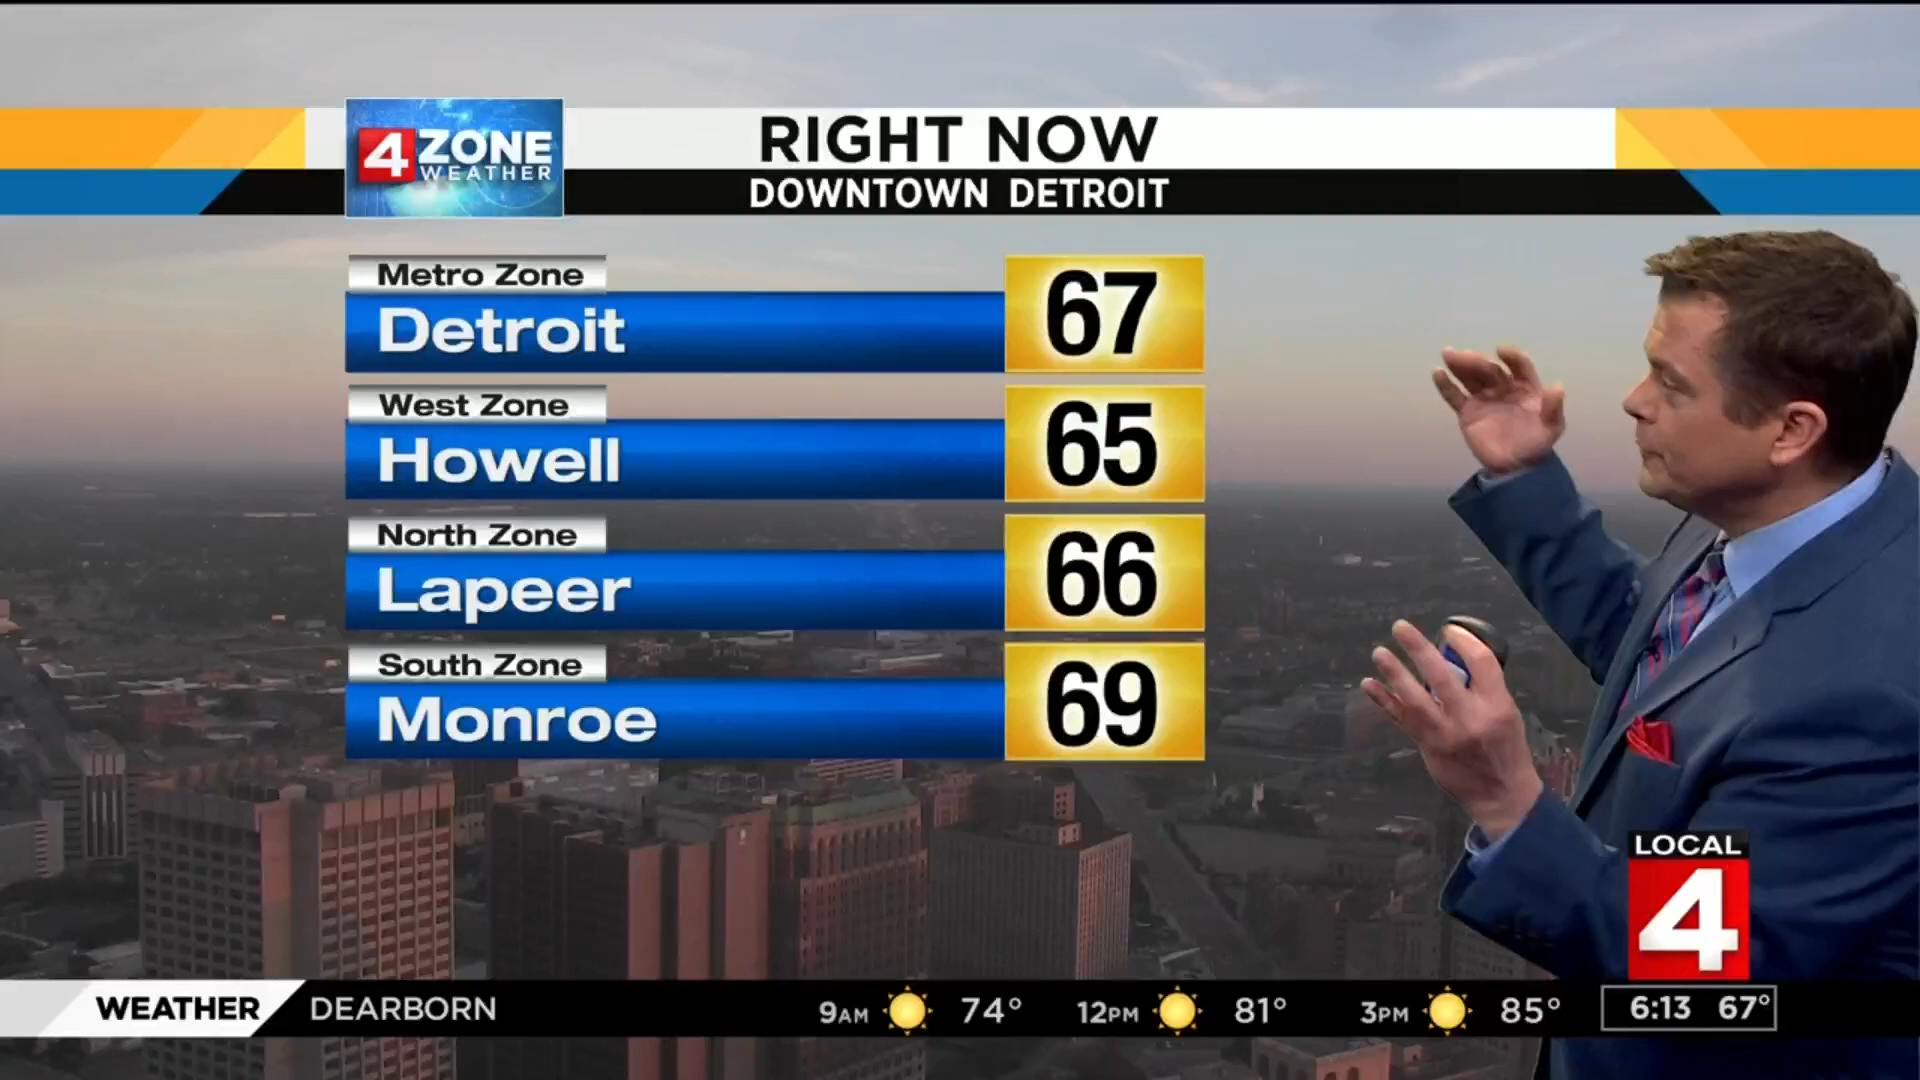 4 ZONE
WEATHER
RIGHT NOW
DOWNTOWN DETROIT
Metro Zone
Detroit
67
West Zone
Howell
65
North Zone
Lapeer
66
South Zone
Monroe
69
LOCAL
4
WEATHER DEARBORN 9AM 74° 12PM 81° 3PM 85° 6:13 67°